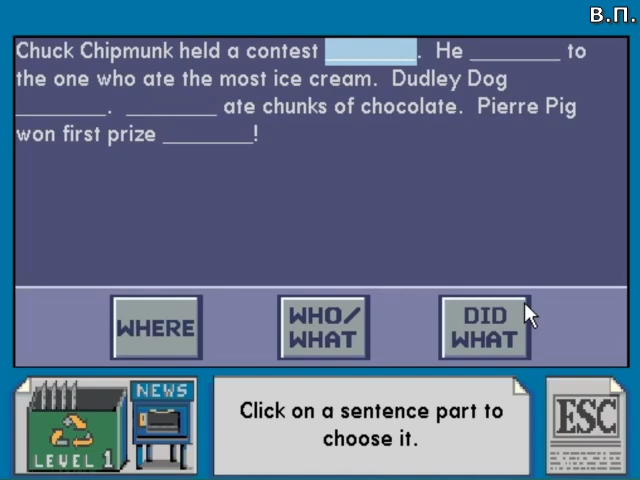 В.П.
Chuck Chipmunk held a contest ________. He ________ to
the one who ate the most ice cream. Dudley Dog
________. ________ ate chunks of chocolate. Pierre Pig
won first prize ________!
WHERE
WHO/
WHAT
DID
WHAT
NEWS
LEVEL 1
Click on a sentence part to
choose it.
ESC